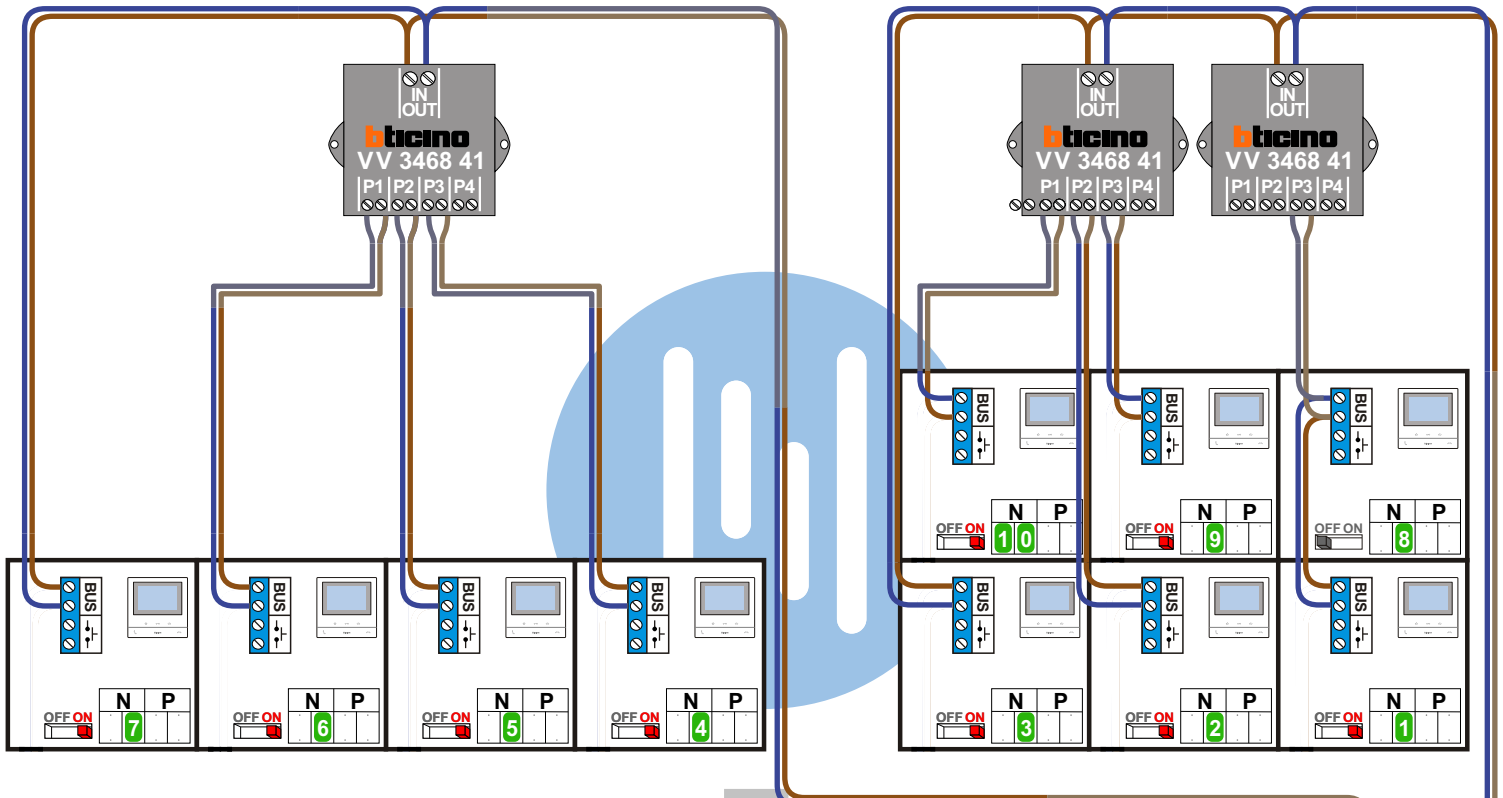 IN
OUT
bticino
VV 3468 41
P1 P2 P3 P4
IN
OUT
bticino
VV 3468 41
P1 P2 P3 P4
IN
OUT
bticino
VV 3468 41
P1 P2 P3 P4
BUS
N P
OFF ON
10
BUS
N P
OFF ON
9
BUS
N P
OFF ON
8
BUS
N P
OFF ON
7
BUS
N P
OFF ON
6
BUS
N P
OFF ON
5
BUS
N P
OFF ON
4
BUS
N P
OFF ON
3
BUS
N P
OFF ON
2
BUS
N P
OFF ON
1